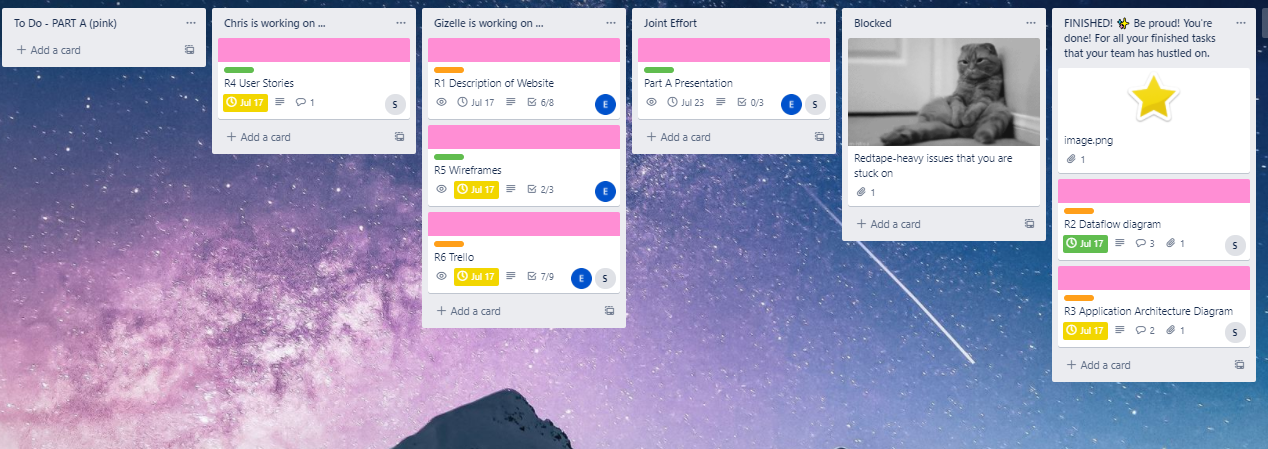 To Do - PART A (pink)
+ Add a card
Chris is working on ...
R4 User Stories
Jul 17
1
S
+ Add a card
Gizelle is working on ...
R1 Description of Website
Jul 17
6/8
E
R5 Wireframes
Jul 17
2/3
E
R6 Trello
Jul 17
7/9
E
S
+ Add a card
Joint Effort
Part A Presentation
Jul 23
0/3
E
S
+ Add a card
Blocked
Redtape-heavy issues that you are
stuck on
1
+ Add a card
FINISHED! ✨ Be proud! You're
done! For all your finished tasks
that your team has hustled on.
image.png
1
R2 Dataflow diagram
Jul 17
3
1
S
R3 Application Architecture Diagram
Jul 17
2
1
S
+ Add a card